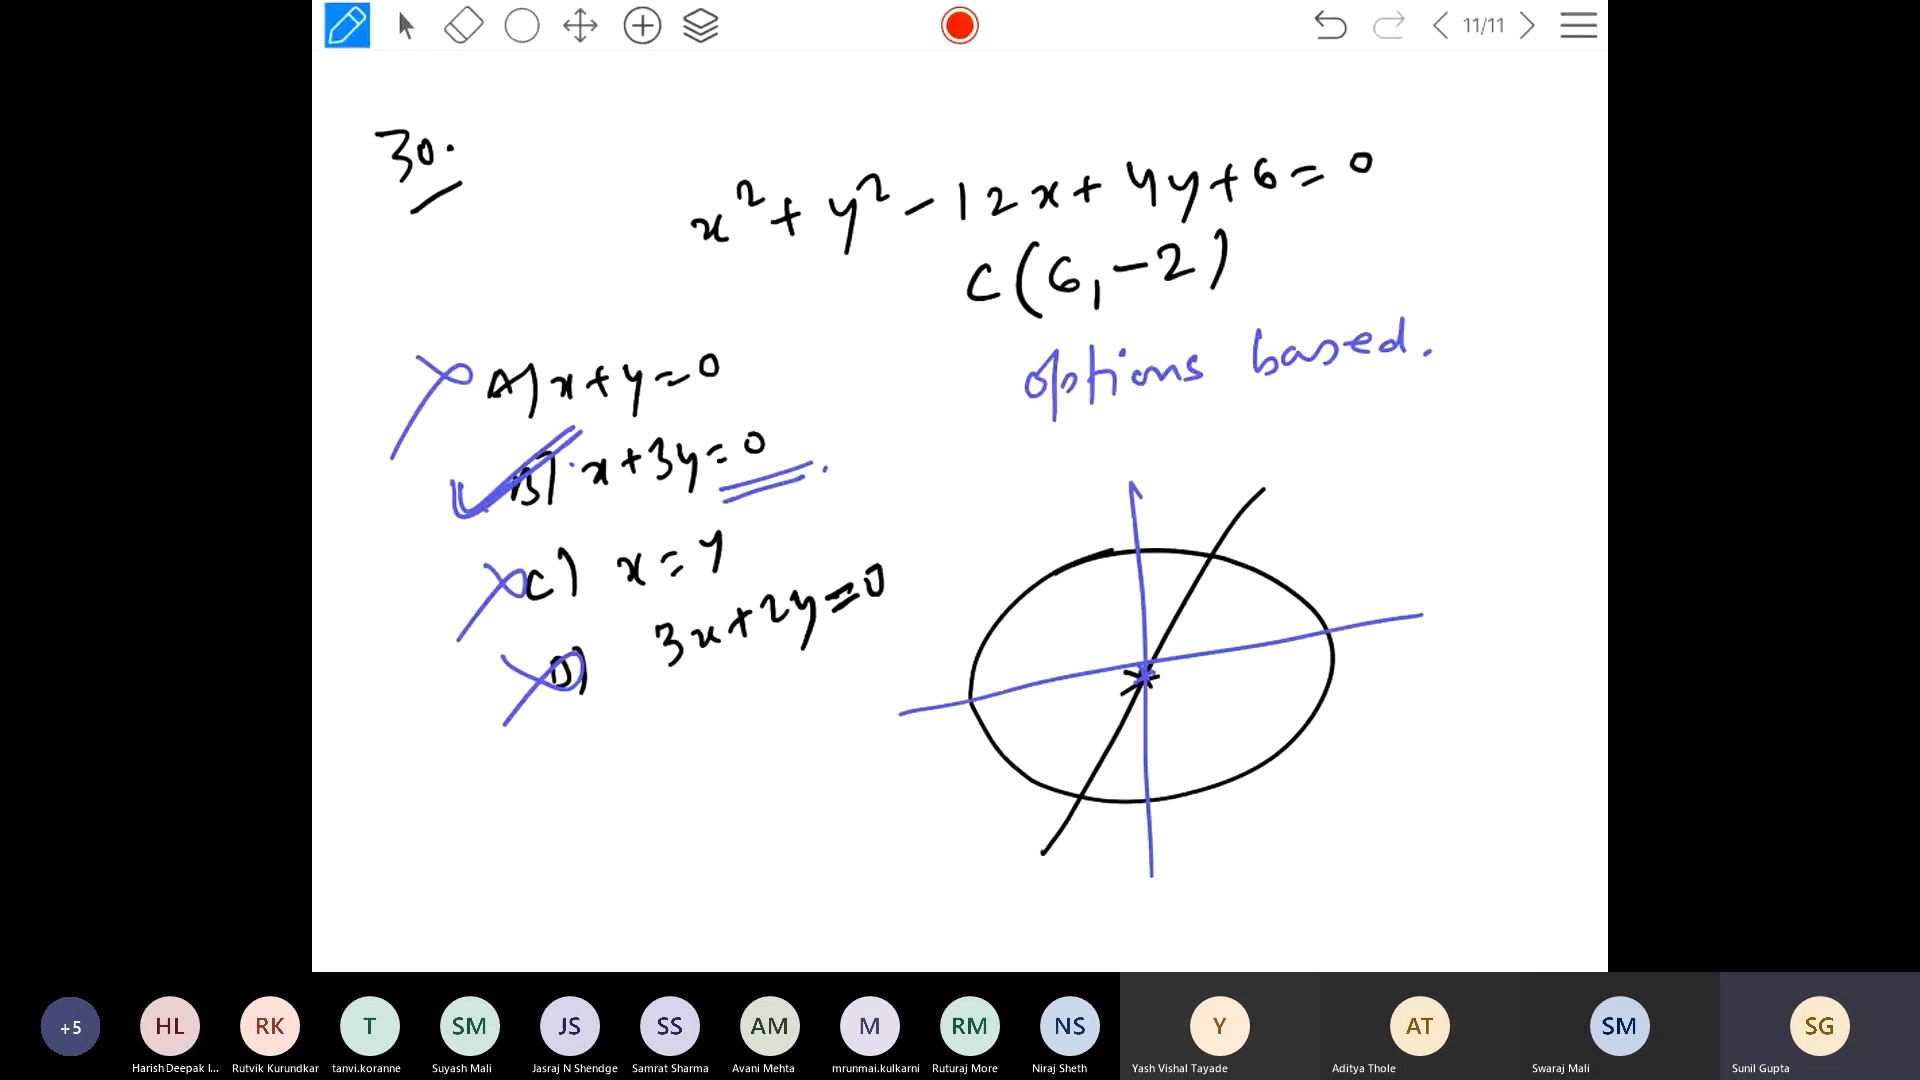 11/11
30.
x² + y² - 12x + 4y + 6 = 0
C(6, -2)
options based.
A) x + y = 0
B) x + 3y = 0
C) x = y
D) 3x + 2y = 0
+5
HL
RK
T
SM
JS
SS
AM
M
RM
NS
Y
AT
SM
SG
Harish Deepak I...
Rutvik Kurundkar
tanvi.koranne
Suyash Mali
Jasraj N Shendge
Samrat Sharma
Avani Mehta
mrunmai.kulkarni
Ruturaj More
Niraj Sheth
Yash Vishal Tayade
Aditya Thole
Swaraj Mali
Sunil Gupta